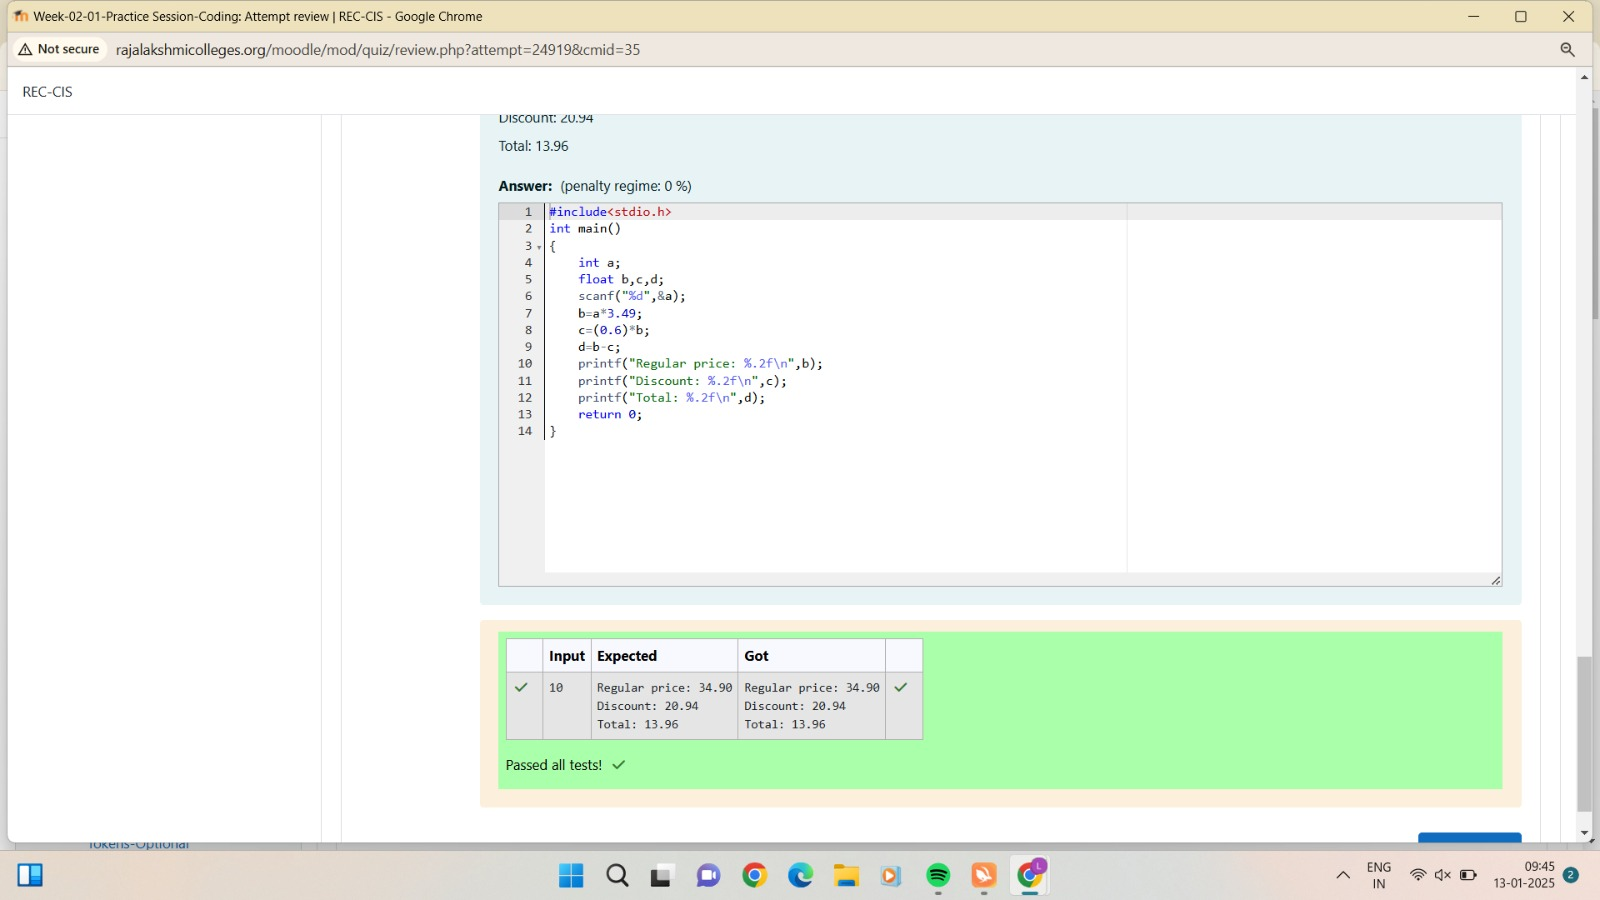 Week-02-01-Practice Session-Coding: Attempt review | REC-CIS - Google Chrome
Not secure rajalakshmicolleges.org/moodle/mod/quiz/review.php?attempt=24919&cmid=35
REC-CIS
Discount: 20.94
Total: 13.96
Answer: (penalty regime: 0 %)
1 #include<stdio.h>
2 int main()
3 {
4 int a;
5 float b,c,d;
6 scanf("%d",&a);
7 b=a*3.49;
8 c=(0.6)*b;
9 d=b-c;
10 printf("Regular price: %.2f\n",b);
11 printf("Discount: %.2f\n",c);
12 printf("Total: %.2f\n",d);
13 return 0;
14 }
Input Expected Got
10 Regular price: 34.90 Regular price: 34.90
Discount: 20.94 Discount: 20.94
Total: 13.96 Total: 13.96
Passed all tests!
Tokens-Optional
L
ENG
IN
09:45
13-01-2025
2